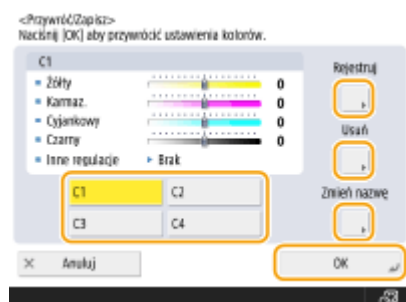 <Przywróć/Zapisz>
Naciśnij [OK] aby przywrócić ustawienia kolorów.
C1
Żółty 0
Karmaz. 0
Cyjankowy 0
Czarny 0
Inne regulacje Brak
Rejestruj
Usuń
Zmień nazwę
C1 C2
C3 C4
Anuluj
OK